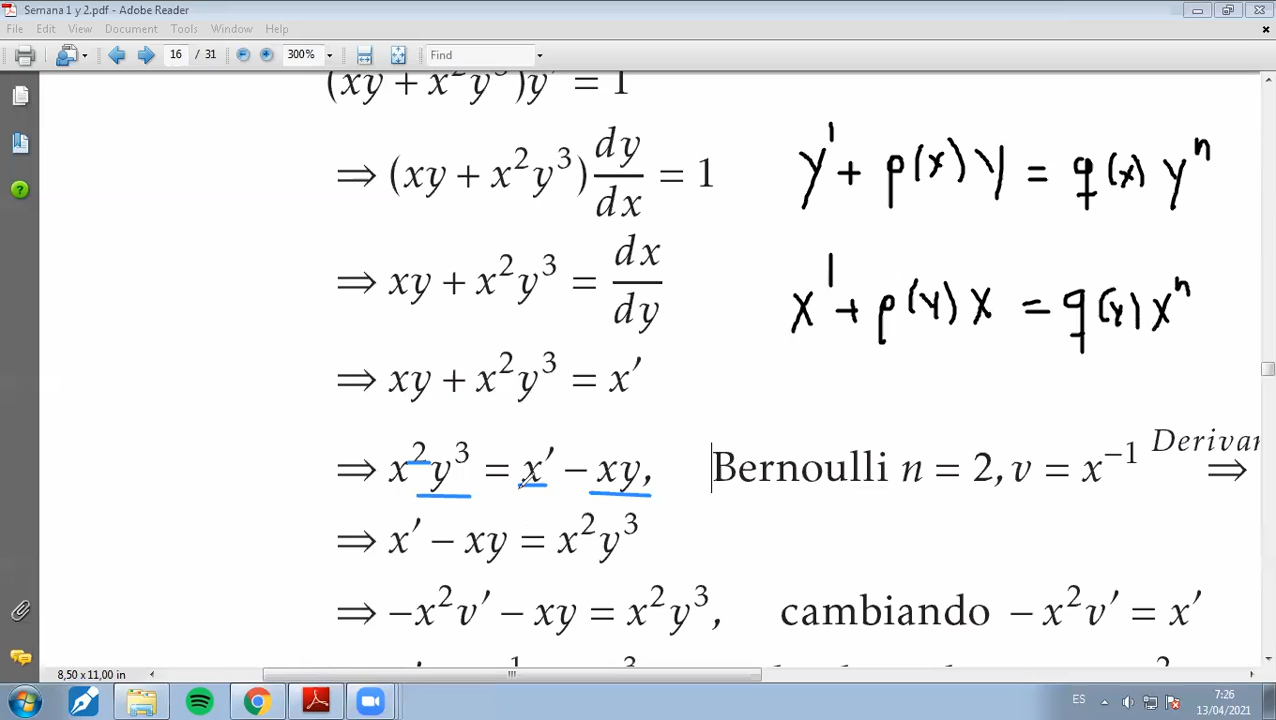 Semana 1 y 2.pdf - Adobe Reader
File Edit View Document Tools Window Help
16 / 31 300% Find
(xy + x²y³)y′ = 1
⇒ (xy + x²y³) dy/dx = 1
y′ + p(x) y = q(x) yⁿ
⇒ xy + x²y³ = dx/dy
x′ + p(y) x = q(y) xⁿ
⇒ xy + x²y³ = x′
⇒ x²y³ = x′ − xy, Bernoulli n = 2, v = x⁻¹ ⇒
⇒ x′ − xy = x²y³
⇒ −x²v′ − xy = x²y³, cambiando − x²v′ = x′
8,50 x 11,00 in
ES 7:26
13/04/2021